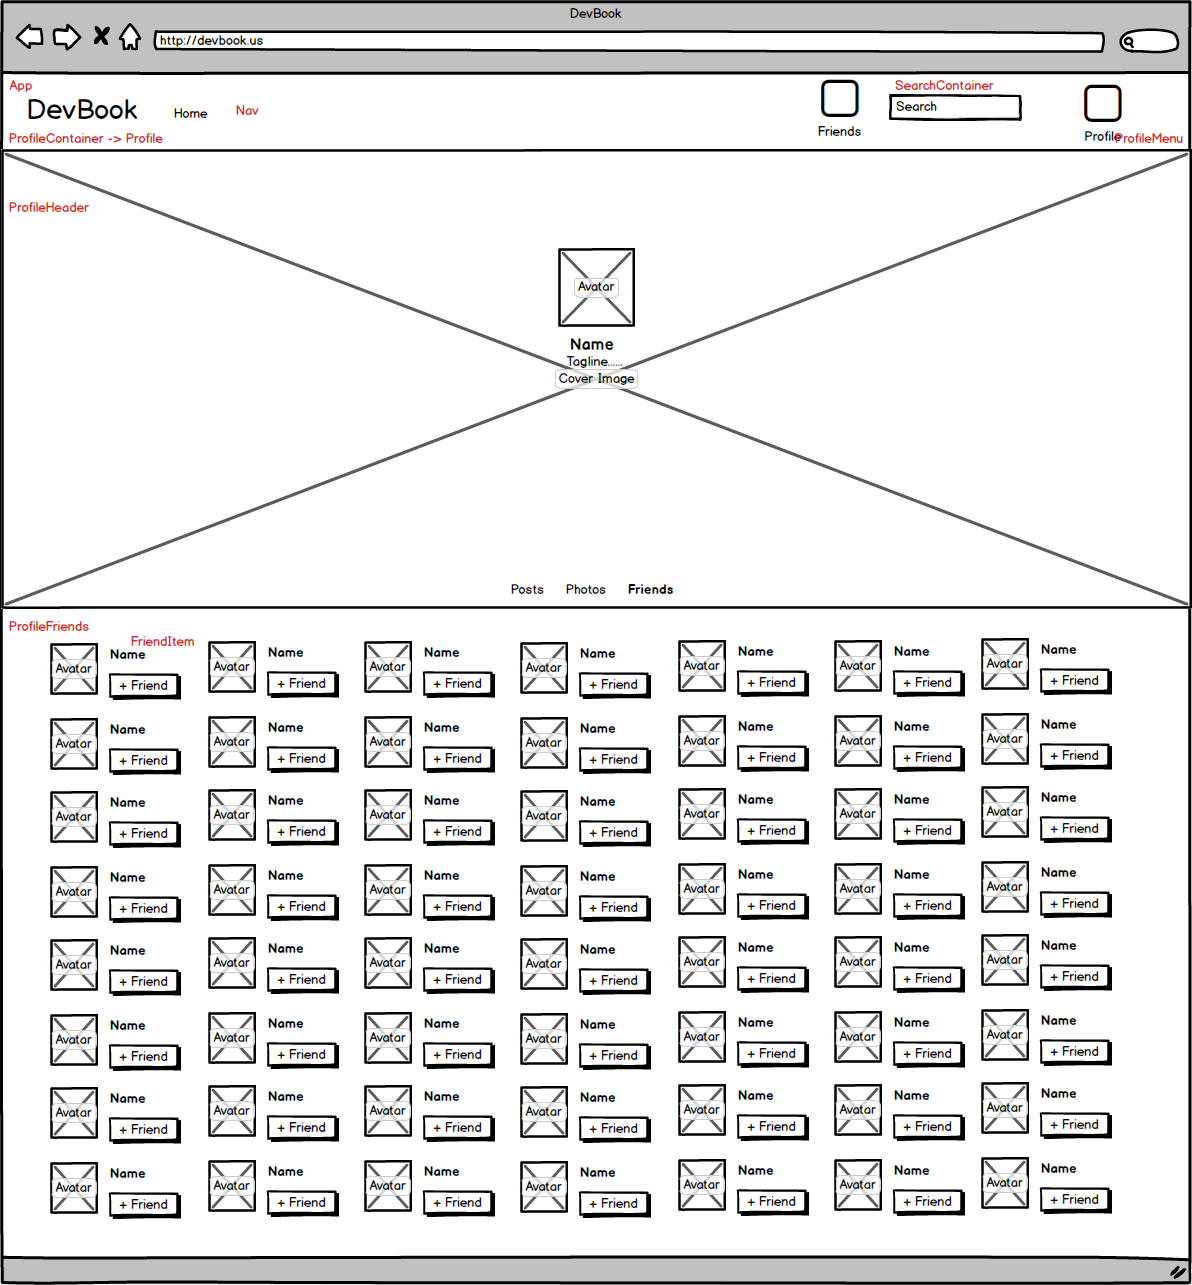 DevBook
http://devbook.us
App
SearchContainer
DevBook Home Nav Search
Friends
ProfileContainer -> Profile Profile ProfileMenu
ProfileHeader
Avatar
Name
Tagline......
Cover Image
Posts Photos Friends
ProfileFriends
FriendItem
Name Name Name Name Name Name Name
Avatar Avatar Avatar Avatar Avatar Avatar Avatar
+ Friend + Friend + Friend + Friend + Friend + Friend + Friend
Name Name Name Name Name Name Name
Avatar Avatar Avatar Avatar Avatar Avatar Avatar
+ Friend + Friend + Friend + Friend + Friend + Friend + Friend
Name Name Name Name Name Name Name
Avatar Avatar Avatar Avatar Avatar Avatar Avatar
+ Friend + Friend + Friend + Friend + Friend + Friend + Friend
Name Name Name Name Name Name Name
Avatar Avatar Avatar Avatar Avatar Avatar Avatar
+ Friend + Friend + Friend + Friend + Friend + Friend + Friend
Name Name Name Name Name Name Name
Avatar Avatar Avatar Avatar Avatar Avatar Avatar
+ Friend + Friend + Friend + Friend + Friend + Friend + Friend
Name Name Name Name Name Name Name
Avatar Avatar Avatar Avatar Avatar Avatar Avatar
+ Friend + Friend + Friend + Friend + Friend + Friend + Friend
Name Name Name Name Name Name Name
Avatar Avatar Avatar Avatar Avatar Avatar Avatar
+ Friend + Friend + Friend + Friend + Friend + Friend + Friend
Name Name Name Name Name Name Name
Avatar Avatar Avatar Avatar Avatar Avatar Avatar
+ Friend + Friend + Friend + Friend + Friend + Friend + Friend